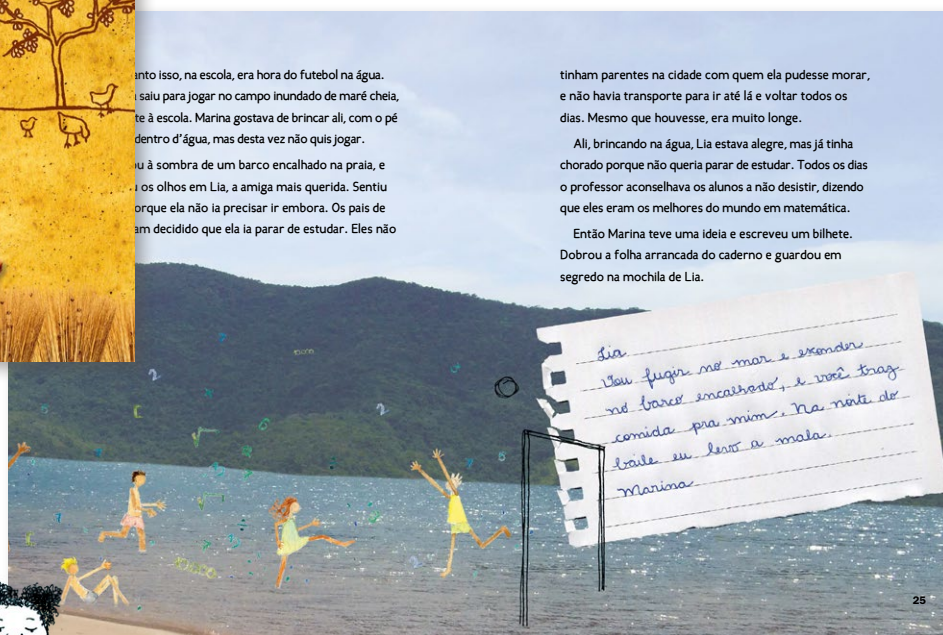 anto isso, na escola, era hora do futebol na água.
saiu para jogar no campo inundado de maré cheia,
te à escola. Marina gostava de brincar ali, com o pé
dentro d'água, mas desta vez não quis jogar.
ou à sombra de um barco encalhado na praia, e
os olhos em Lia, a amiga mais querida. Sentiu
orque ela não ia precisar ir embora. Os pais de
am decidido que ela ia parar de estudar. Eles não
tinham parentes na cidade com quem ela pudesse morar,
e não havia transporte para ir até lá e voltar todos os
dias. Mesmo que houvesse, era muito longe.
Ali, brincando na água, Lia estava alegre, mas já tinha
chorado porque não queria parar de estudar. Todos os dias
o professor aconselhava os alunos a não desistir, dizendo
que eles eram os melhores do mundo em matemática.
Então Marina teve uma ideia e escreveu um bilhete.
Dobrou a folha arrancada do caderno e guardou em
segredo na mochila de Lia.
Lia
Vou fugir no mar e esconder
no barco encalhado, e você traz
comida pra mim. Na noite do
baile eu levo a mala.
Marina
25